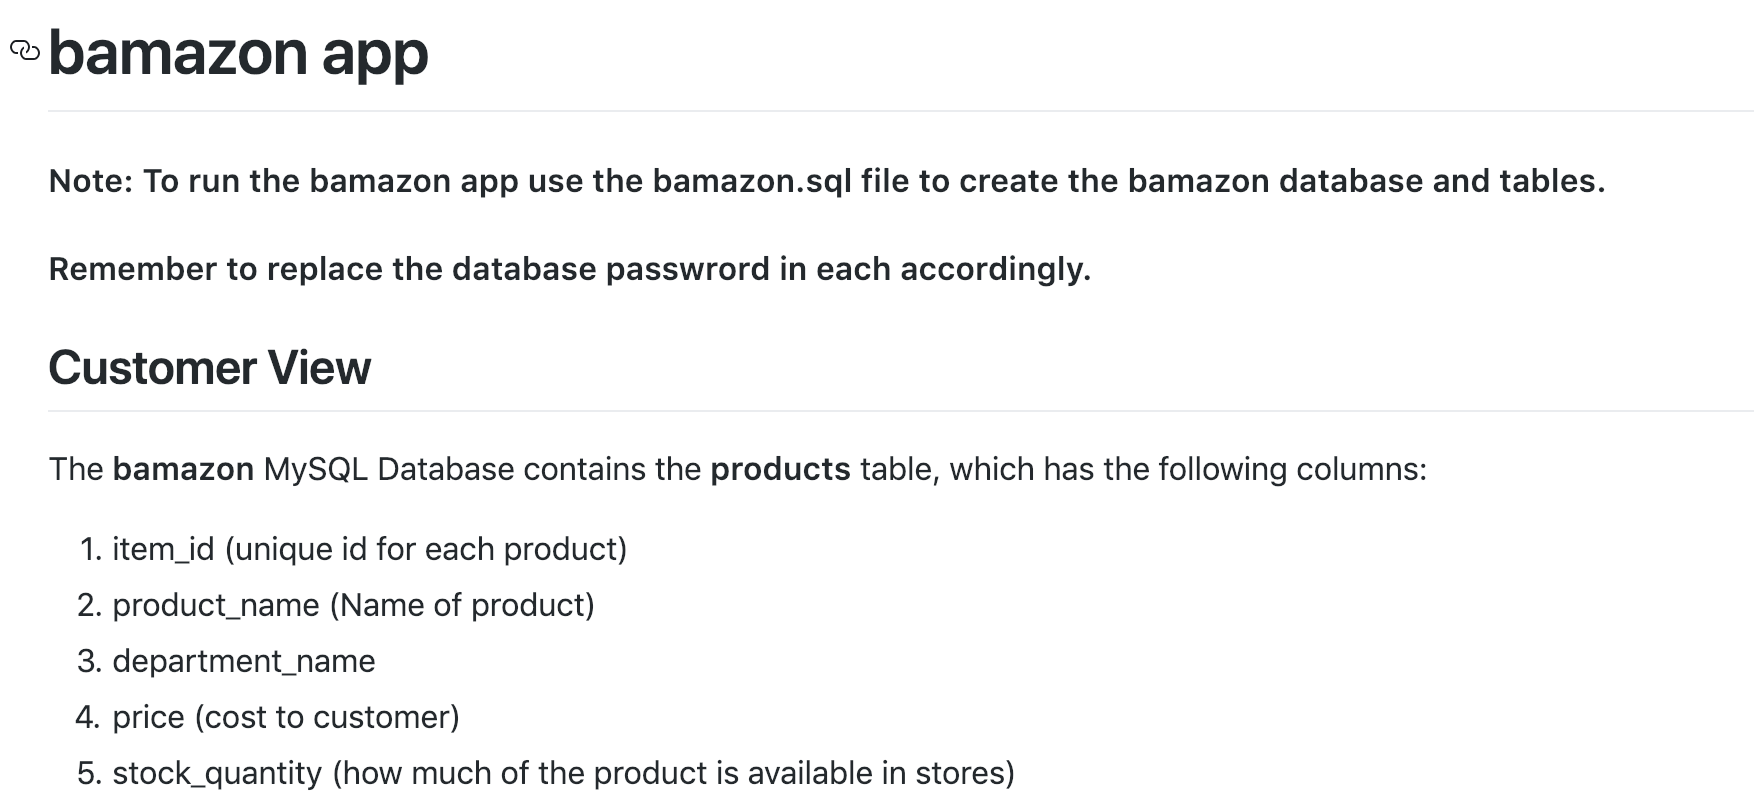 bamazon app
Note: To run the bamazon app use the bamazon.sql file to create the bamazon database and tables.
Remember to replace the database passwrord in each accordingly.
Customer View
The bamazon MySQL Database contains the products table, which has the following columns:
1. item_id (unique id for each product)
2. product_name (Name of product)
3. department_name
4. price (cost to customer)
5. stock_quantity (how much of the product is available in stores)